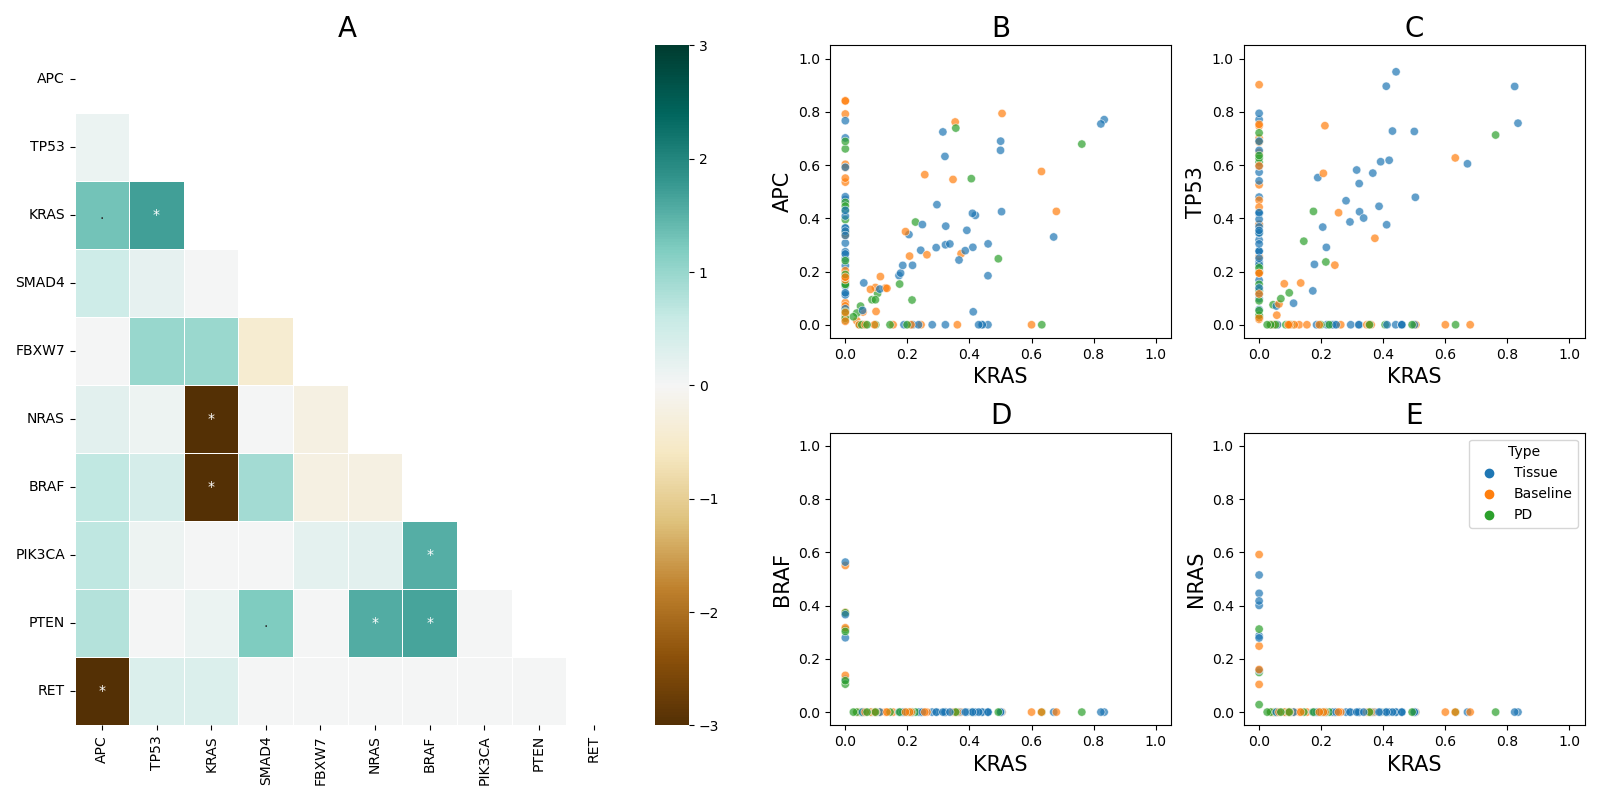 A
APC
TP53
KRAS
SMAD4
FBXW7
NRAS
BRAF
PIK3CA
PTEN
RET
. *
*
*
*
. * *
*
APC TP53 KRAS SMAD4 FBXW7 NRAS BRAF PIK3CA PTEN RET
3
2
1
0
−1
−2
−3
B
1.0
0.8
0.6
0.4
0.2
0.0
APC
0.0 0.2 0.4 0.6 0.8 1.0
KRAS
C
1.0
0.8
0.6
0.4
0.2
0.0
TP53
0.0 0.2 0.4 0.6 0.8 1.0
KRAS
D
1.0
0.8
0.6
0.4
0.2
0.0
BRAF
0.0 0.2 0.4 0.6 0.8 1.0
KRAS
E
1.0
0.8
0.6
0.4
0.2
0.0
NRAS
0.0 0.2 0.4 0.6 0.8 1.0
KRAS
Type
Tissue
Baseline
PD